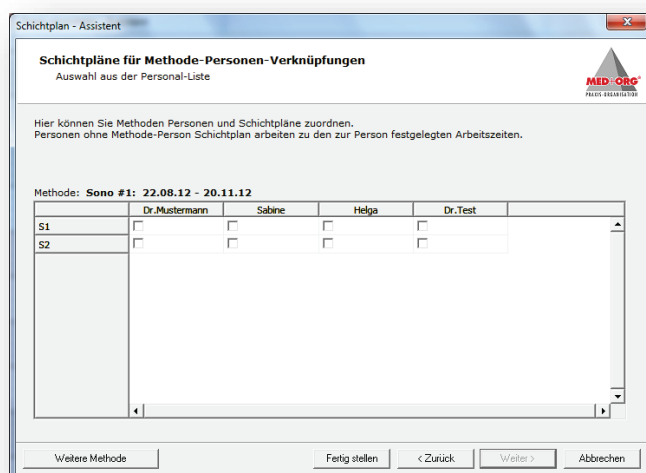 Schichtplan - Assistent
Schichtpläne für Methode-Personen-Verknüpfungen
Auswahl aus der Personal-Liste
MED-ORG
PRAXIS-ORGANISATION
Hier können Sie Methoden Personen und Schichtpläne zuordnen.
Personen ohne Methode-Person Schichtplan arbeiten zu den zur Person festgelegten Arbeitszeiten.
Methode: Sono #1: 22.08.12 - 20.11.12
Dr.Mustermann Sabine Helga Dr.Test
S1
S2
Weitere Methode Fertig stellen < Zurück Weiter > Abbrechen